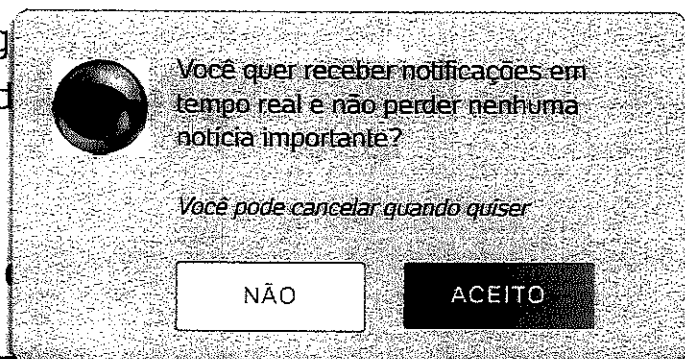 Você quer receber notificações em
tempo real e não perder nenhuma
notícia importante?
Você pode cancelar quando quiser
NÃO
ACEITO